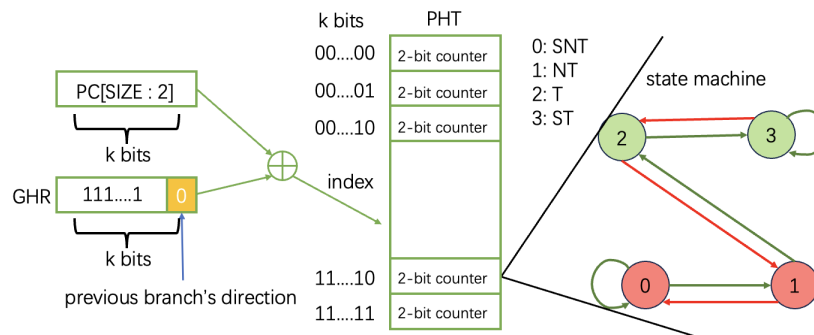 k bits
PHT
00....00
2-bit counter
00....01
2-bit counter
00....10
2-bit counter
0: SNT
1: NT
2: T
3: ST
state machine
PC[SIZE : 2]
k bits
GHR
111....1
0
k bits
previous branch's direction
index
11....10
2-bit counter
11....11
2-bit counter
2
3
0
1